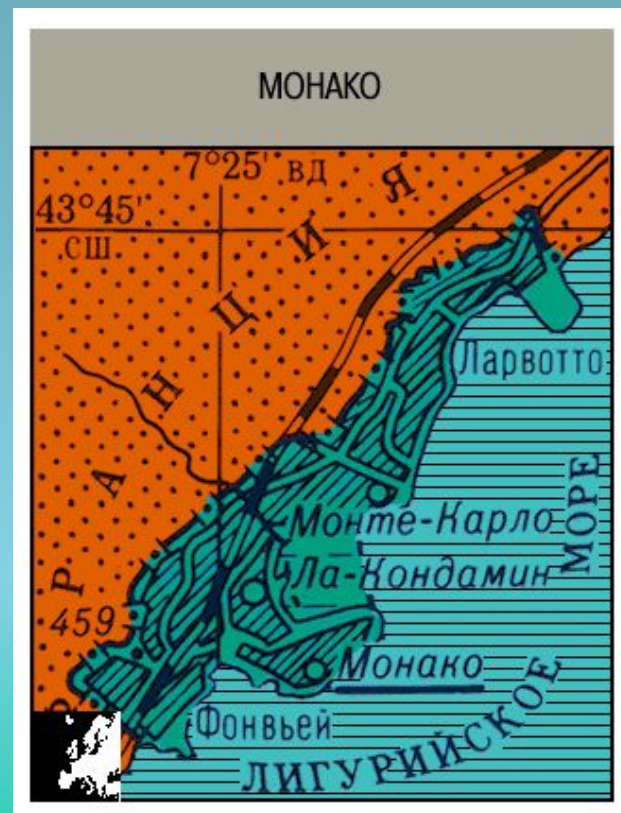 МОНАКО
7°25' ВД
43°45'
СШ
ФРАНЦИЯ
Ларвотто
Монте-Карло
МОРЕ
Ла-Кондамин
459
Монако
Фонвьей
ЛИГУРИЙСКОЕ